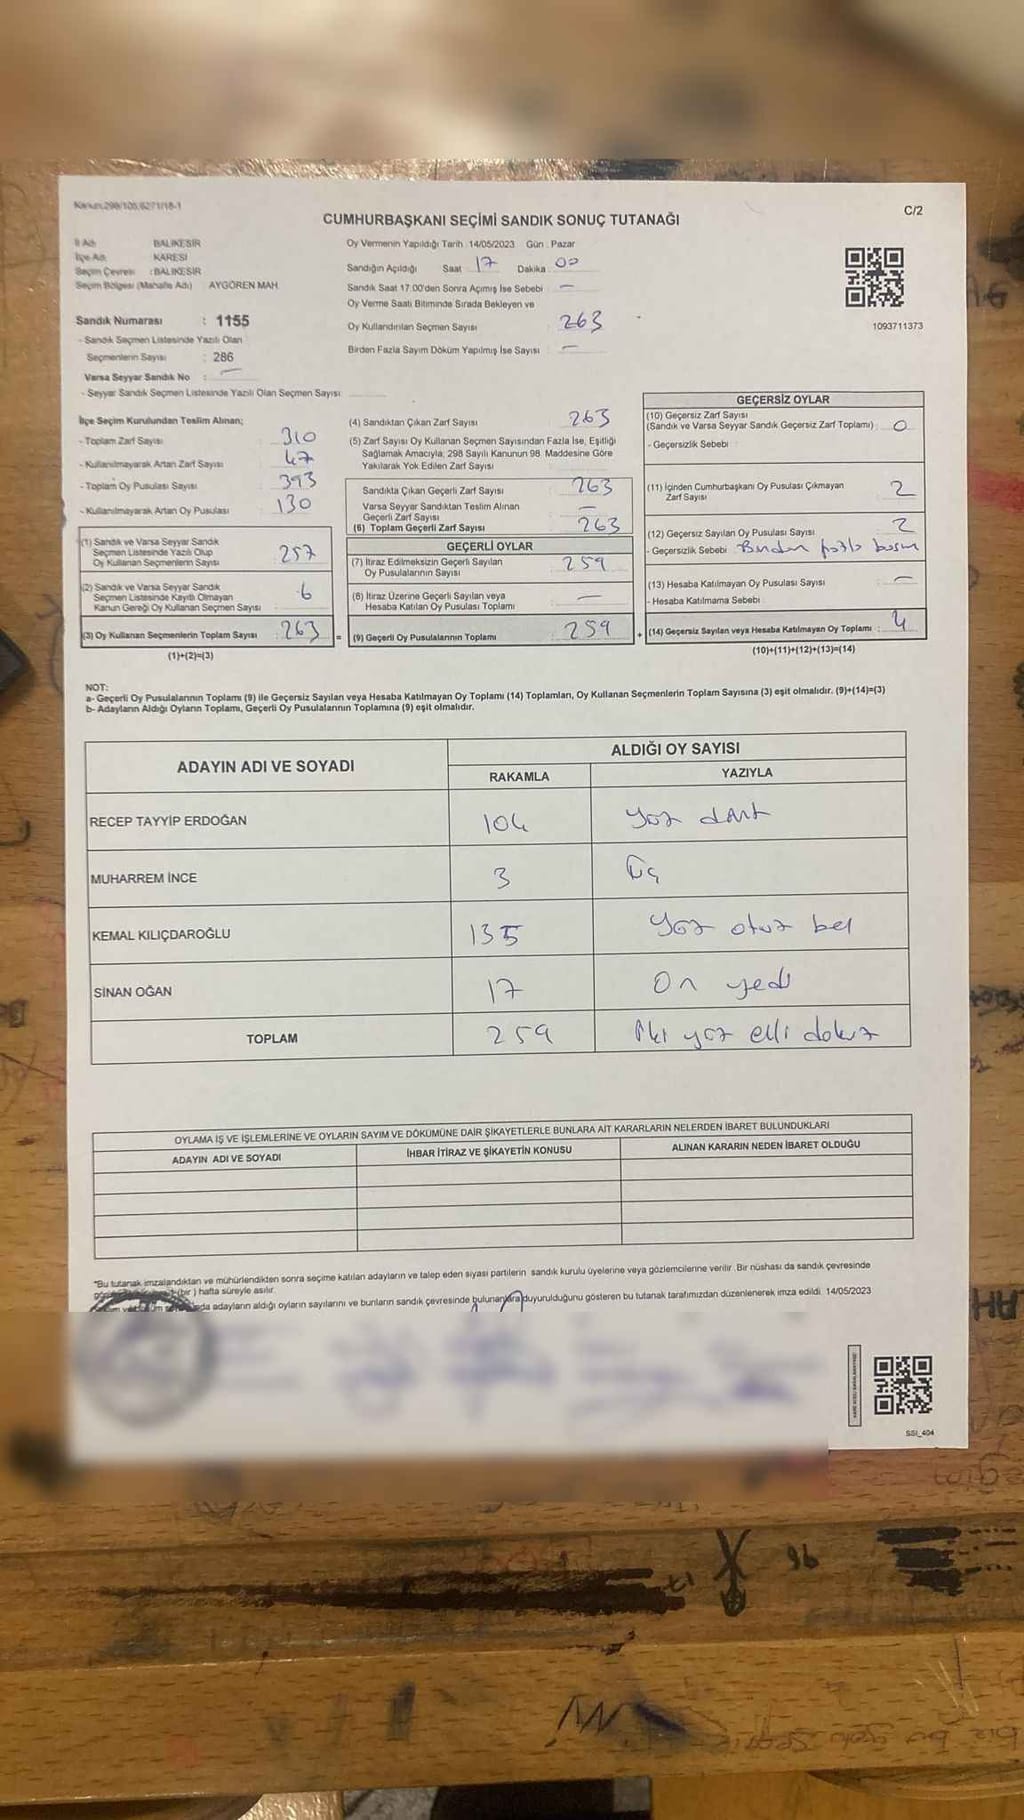 Kanun:298/105,6271/18-1
C/2
CUMHURBAŞKANI SEÇİMİ SANDIK SONUÇ TUTANAĞI
İl Adı BALIKESİR
İlçe Adı KARESİ
Seçim Çevresi : BALIKESİR
Seçim Bölgesi (Mahalle Adı) AYGÖREN MAH.
Sandık Numarası : 1155
- Sandık Seçmen Listesinde Yazılı Olan
Seçmenlerin Sayısı : 286
Varsa Seyyar Sandık No : —
- Seyyar Sandık Seçmen Listesinde Yazılı Olan Seçmen Sayısı
Oy Vermenin Yapıldığı Tarih 14/05/2023 Gün : Pazar
Sandığın Açıldığı Saat 17 Dakika 00
Sandık Saat 17:00'den Sonra Açımış İse Sebebi —
Oy Verme Saati Bitiminde Sırada Bekleyen ve
Oy Kullandırılan Seçmen Sayısı 263
Birden Fazla Sayım Döküm Yapılmış İse Sayısı : —
1093711373
İlçe Seçim Kurulundan Teslim Alınan;
- Toplam Zarf Sayısı 310
- Kullanılmayarak Artan Zarf Sayısı 47
- Toplam Oy Pusulası Sayısı 393
- Kullanılmayarak Artan Oy Pusulası 130
(1) Sandık ve Varsa Seyyar Sandık
Seçmen Listesinde Yazılı Olup
Oy Kullanan Seçmenlerin Sayısı 257
(2) Sandık ve Varsa Seyyar Sandık
Seçmen Listesinde Kayıtlı Olmayan
Kanun Gereği Oy Kullanan Seçmen Sayısı 6
(3) Oy Kullanan Seçmenlerin Toplam Sayısı : 263 =
(1)+(2)=(3)
(4) Sandıktan Çıkan Zarf Sayısı 263
(5) Zarf Sayısı Oy Kullanan Seçmen Sayısından Fazla İse, Eşitliği
Sağlamak Amacıyla; 298 Sayılı Kanunun 98. Maddesine Göre
Yakılarak Yok Edilen Zarf Sayısı
Sandıkta Çıkan Geçerli Zarf Sayısı 263
Varsa Seyyar Sandıktan Teslim Alınan
Geçerli Zarf Sayısı —
(6) Toplam Geçerli Zarf Sayısı 263
GEÇERLİ OYLAR
(7) İtiraz Edilmeksizin Geçerli Sayılan
Oy Pusulalarının Sayısı 259
(8) İtiraz Üzerine Geçerli Sayılan veya
Hesaba Katılan Oy Pusulası Toplamı —
(9) Geçerli Oy Pusulalarının Toplamı 259 +
GEÇERSİZ OYLAR
(10) Geçersiz Zarf Sayısı
(Sandık ve Varsa Seyyar Sandık Geçersiz Zarf Toplamı) 0
- Geçersizlik Sebebi
(11) İçinden Cumhurbaşkanı Oy Pusulası Çıkmayan
Zarf Sayısı 2
(12) Geçersiz Sayılan Oy Pusulası Sayısı 2
- Geçersizlik Sebebi Birden fazla
(13) Hesaba Katılmayan Oy Pusulası Sayısı —
- Hesaba Katılmama Sebebi
(14) Geçersiz Sayılan veya Hesaba Katılmayan Oy Toplamı : 4
(10)+(11)+(12)+(13)=(14)
NOT:
a- Geçerli Oy Pusulalarının Toplamı (9) ile Geçersiz Sayılan veya Hesaba Katılmayan Oy Toplamı (14) Toplamları, Oy Kullanan Seçmenlerin Toplam Sayısına (3) eşit olmalıdır. (9)+(14)=(3)
b- Adayların Aldığı Oyların Toplamı, Geçerli Oy Pusulalarının Toplamına (9) eşit olmalıdır.
ADAYIN ADI VE SOYADI ALDIĞI OY SAYISI
RAKAMLA YAZIYLA
RECEP TAYYİP ERDOĞAN 104 Yüz dört
MUHARREM İNCE 3 Üç
KEMAL KILIÇDAROĞLU 135 Yüz otuz beş
SİNAN OĞAN 17 On yedi
TOPLAM 259 İki yüz elli dokuz
OYLAMA İŞ VE İŞLEMLERİNE VE OYLARIN SAYIM VE DÖKÜMÜNE DAİR ŞİKAYETLERLE BUNLARA AİT KARARLARIN NELERDEN İBARET BULUNDUKLARI
ADAYIN ADI VE SOYADI İHBAR İTİRAZ VE ŞİKAYETİN KONUSU ALINAN KARARIN NEDEN İBARET OLDUĞU
*Bu tutanak imzalandıktan ve mühürlendikten sonra seçime katılan adayların ve talep eden siyasi partilerin sandık kurulu üyelerine veya gözlemcilerine verilir. Bir nüshası da sandık çevresinde
(bir) hafta süreyle asılır.
adayların aldığı oyların sayılarını ve bunların sandık çevresinde bulunanlara duyurulduğunu gösteren bu tutanak tarafımızdan düzenlenerek imza edildi. 14/05/2023
SSI_404
96